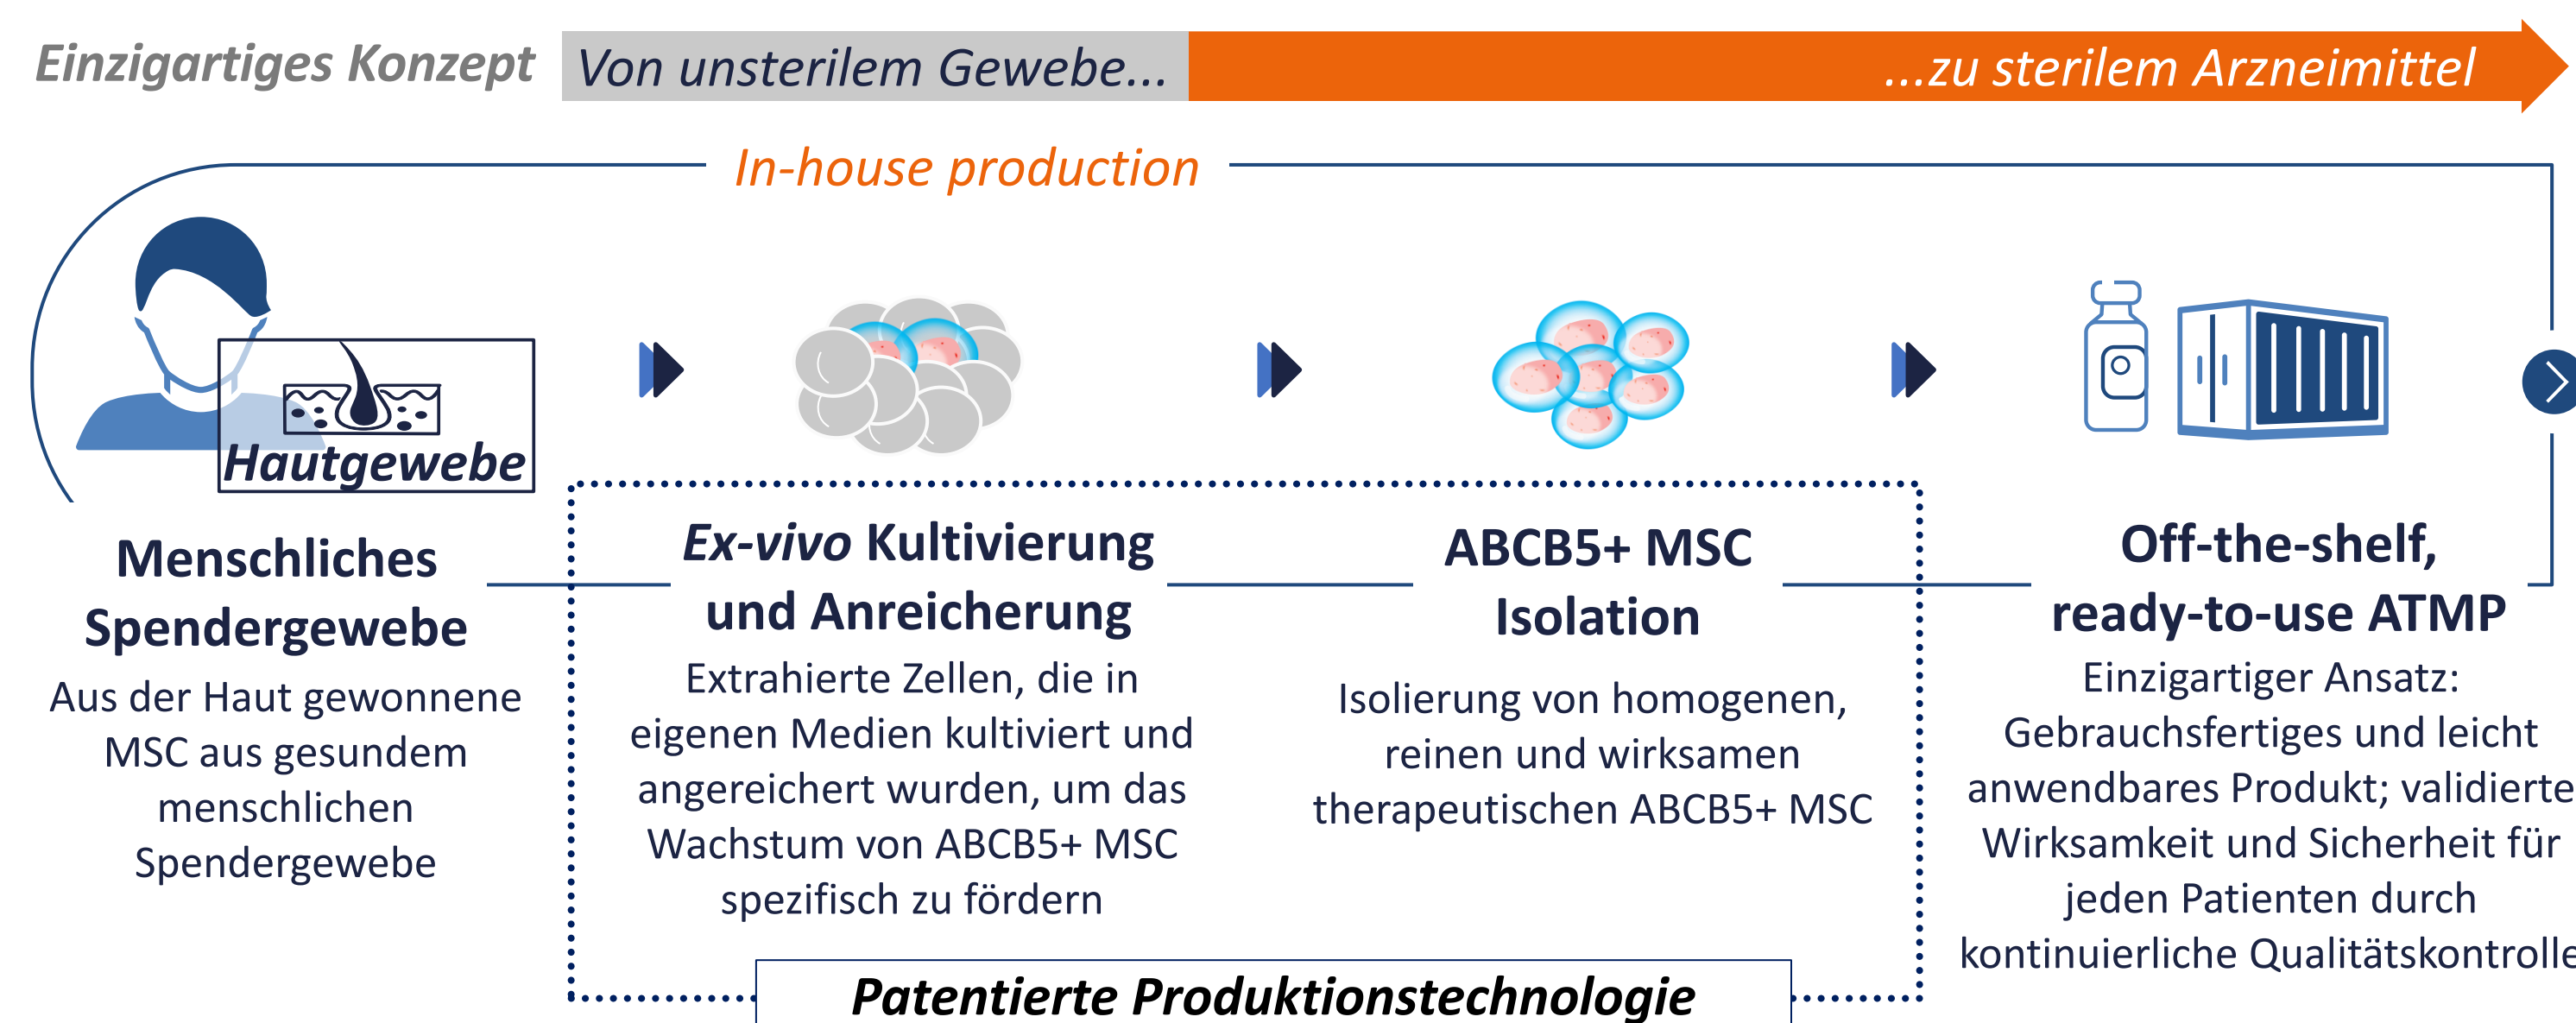 Einzigartiges Konzept
Von unsterilem Gewebe...
...zu sterilem Arzneimittel
In-house production
Hautgewebe
Menschliches
Spendergewebe
Aus der Haut gewonnene
MSC aus gesundem
menschlichen
Spendergewebe
Ex-vivo Kultivierung
und Anreicherung
Extrahierte Zellen, die in
eigenen Medien kultiviert und
angereichert wurden, um das
Wachstum von ABCB5+ MSC
spezifisch zu fördern
ABCB5+ MSC
Isolation
Isolierung von homogenen,
reinen und wirksamen
therapeutischen ABCB5+ MSC
Off-the-shelf,
ready-to-use ATMP
Einzigartiger Ansatz:
Gebrauchsfertiges und leicht
anwendbares Produkt; validierte
Wirksamkeit und Sicherheit für
jeden Patienten durch
kontinuierliche Qualitätskontrolle
Patentierte Produktionstechnologie